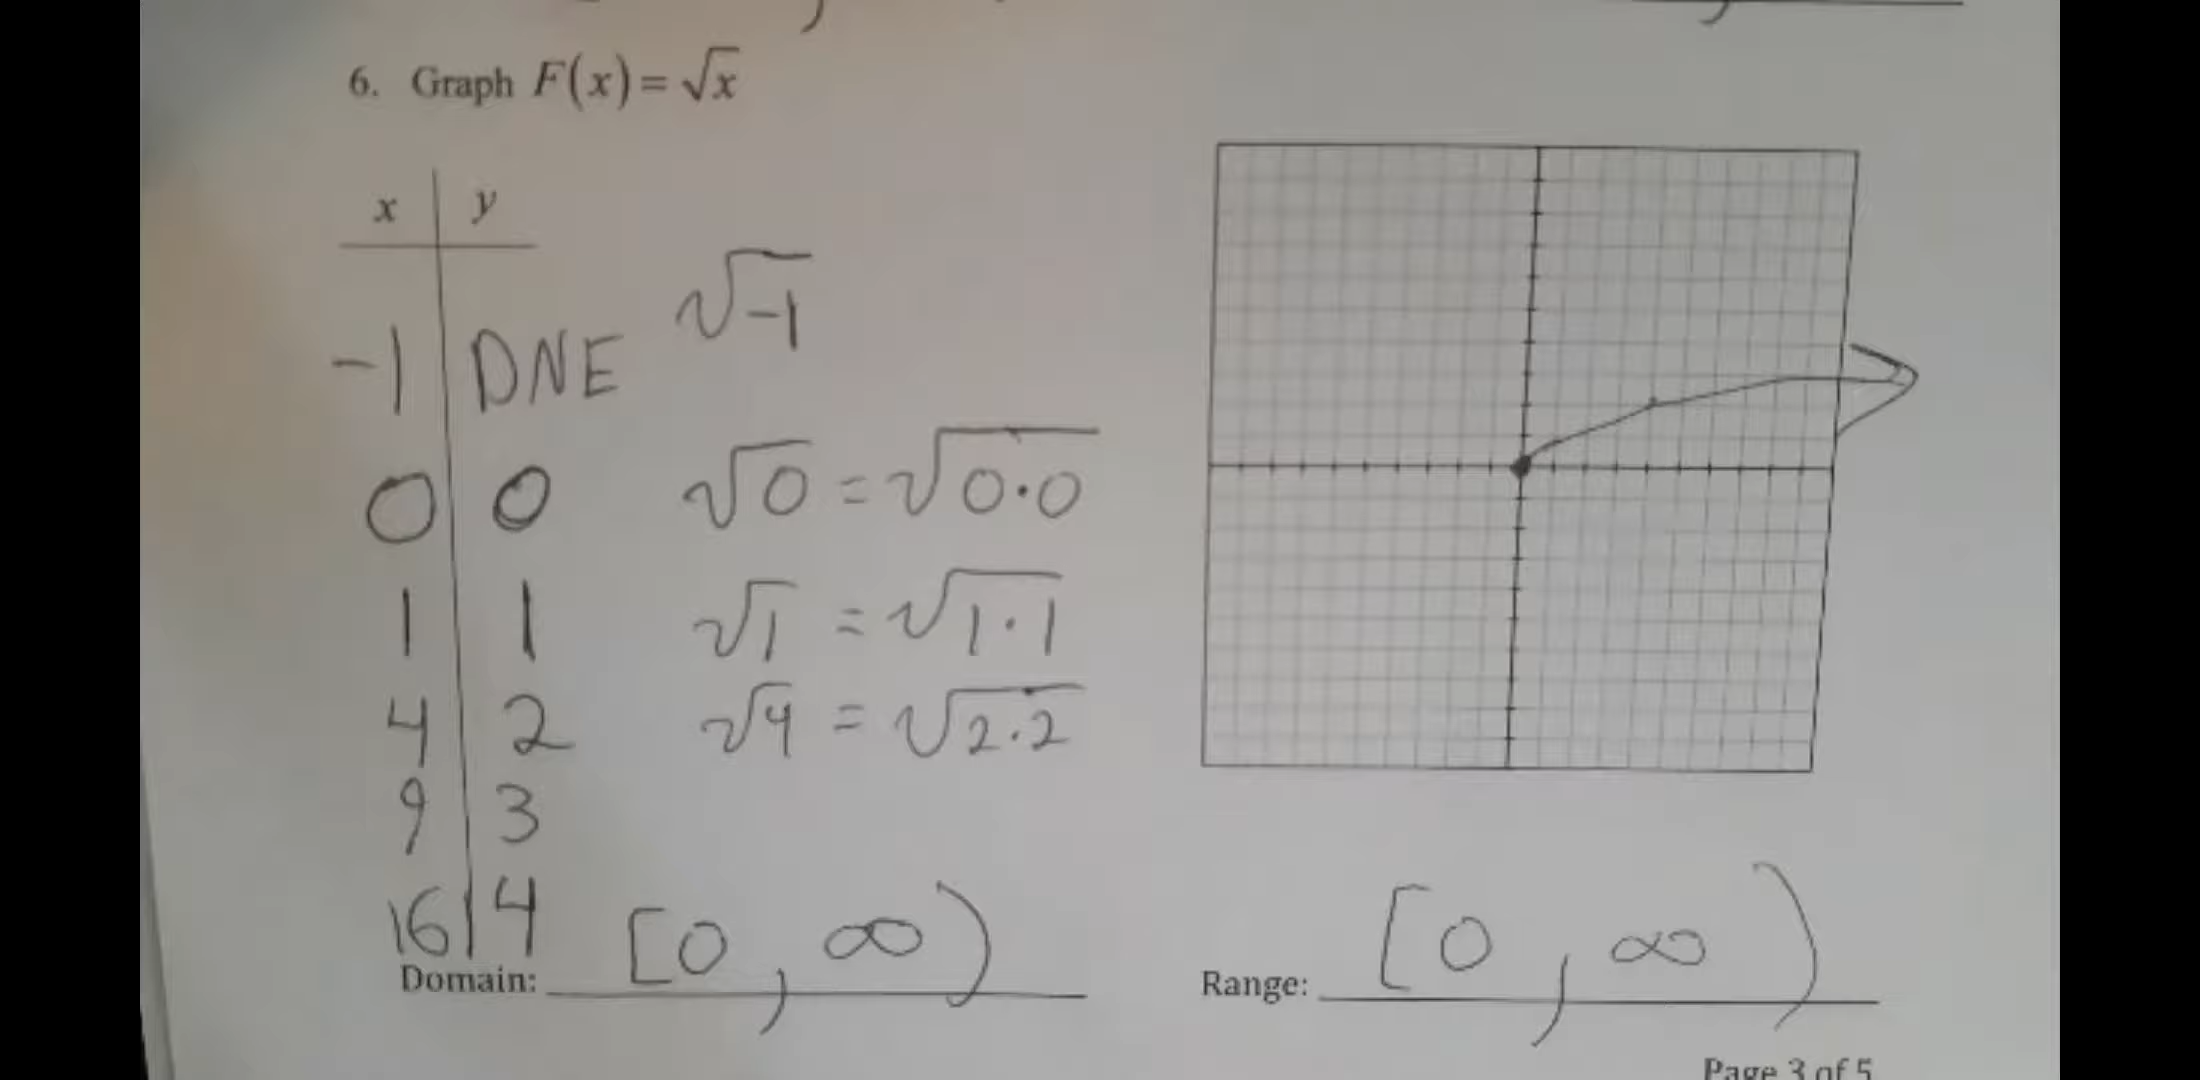 6. Graph F(x) = √x
x y
-1 DNE √-1
0 0 √0 = √0·0
1 1 √1 = √1·1
4 2 √4 = √2·2
9 3
16 4
Domain: [0, ∞)
Range: [0, ∞)
Page 3 of 5